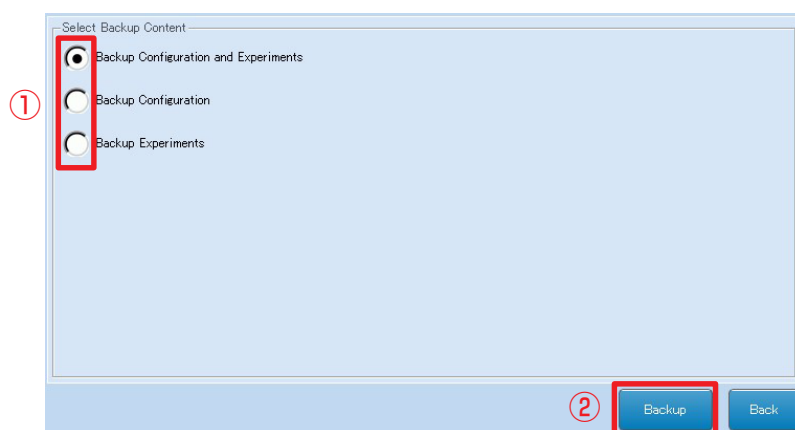 Select Backup Content
Backup Configuration and Experiments
①
Backup Configuration
Backup Experiments
②
Backup
Back